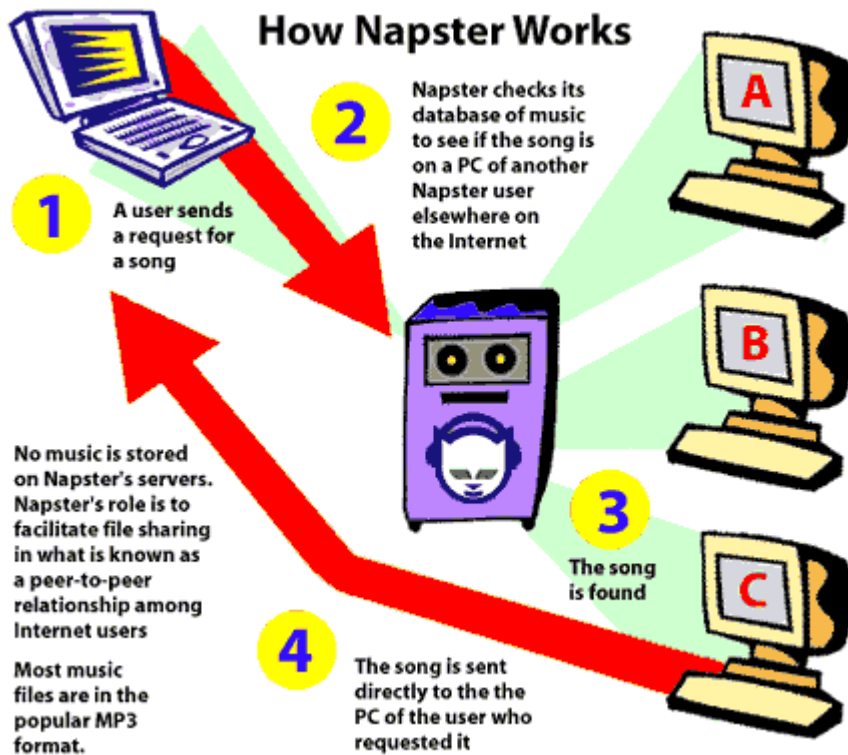 How Napster Works
1
A user sends
a request for
a song
2
Napster checks its
database of music
to see if the song is
on a PC of another
Napster user
elsewhere on
the Internet
A
B
C
3
The song
is found
4
The song is sent
directly to the the
PC of the user who
requested it
No music is stored
on Napster's servers.
Napster's role is to
facilitate file sharing
in what is known as
a peer-to-peer
relationship among
Internet users
Most music
files are in the
popular MP3
format.